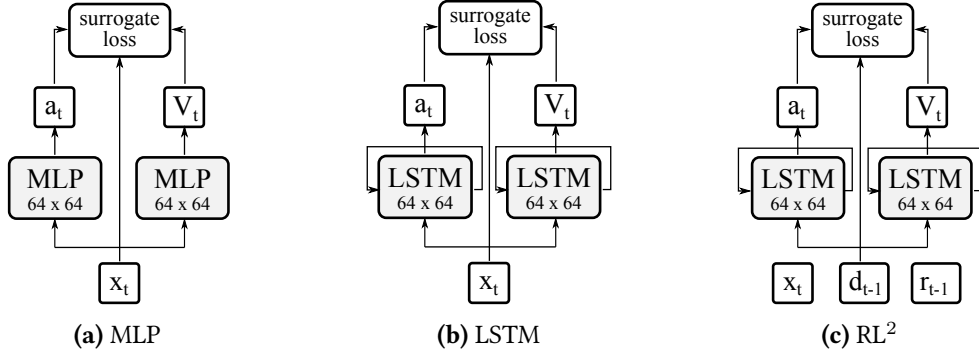 surrogate
loss
a_t
V_t
MLP
64 x 64
MLP
64 x 64
x_t
(a) MLP
surrogate
loss
a_t
V_t
LSTM
64 x 64
LSTM
64 x 64
x_t
(b) LSTM
surrogate
loss
a_t
V_t
LSTM
64 x 64
LSTM
64 x 64
x_t
d_t-1
r_t-1
(c) RL²